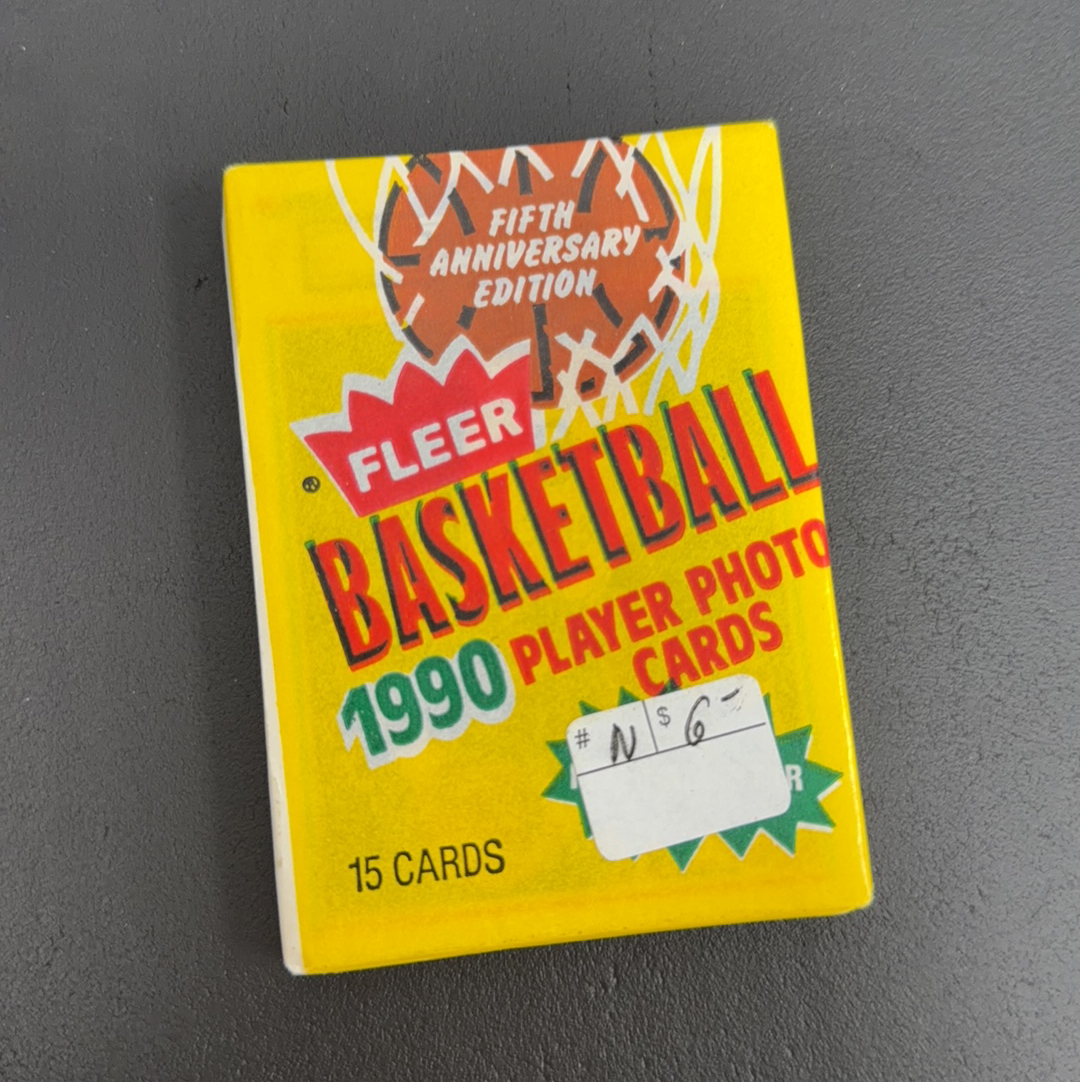 FIFTH
ANNIVERSARY
EDITION
FLEER
®
BASKETBALL
1990 PLAYER PHOTO
CARDS
# N $ 6-
R
15 CARDS